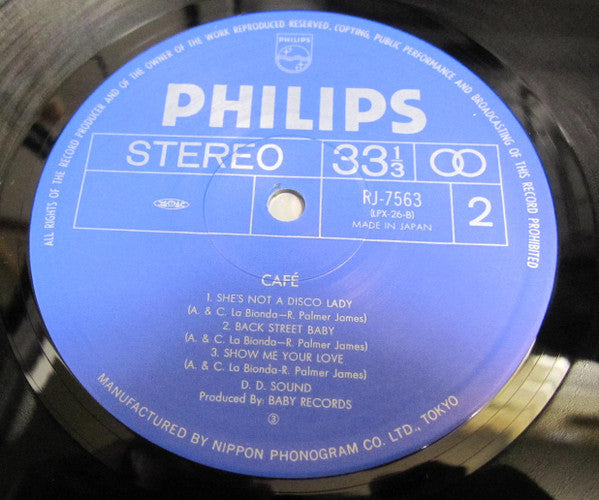 ALL RIGHTS OF THE RECORD PRODUCER AND OF THE OWNER OF THE WORK REPRODUCED RESERVED. COPYING, PUBLIC PERFORMANCE AND BROADCASTING OF THIS RECORD PROHIBITED
PHILIPS
PHILIPS
STEREO
33 1/3
RJ-7563
(LPX-26-B)
MADE IN JAPAN
2
CAFÉ
1. SHE'S NOT A DISCO LADY
(A. & C. La Bionda—R. Palmer James)
2. BACK STREET BABY
(A. & C. La Bionda—R. Palmer James)
3. SHOW ME YOUR LOVE
(A. & C. La Bionda-R. Palmer James)
D. D. SOUND
Produced By: BABY RECORDS
MANUFACTURED BY NIPPON PHONOGRAM CO. LTD., TOKYO